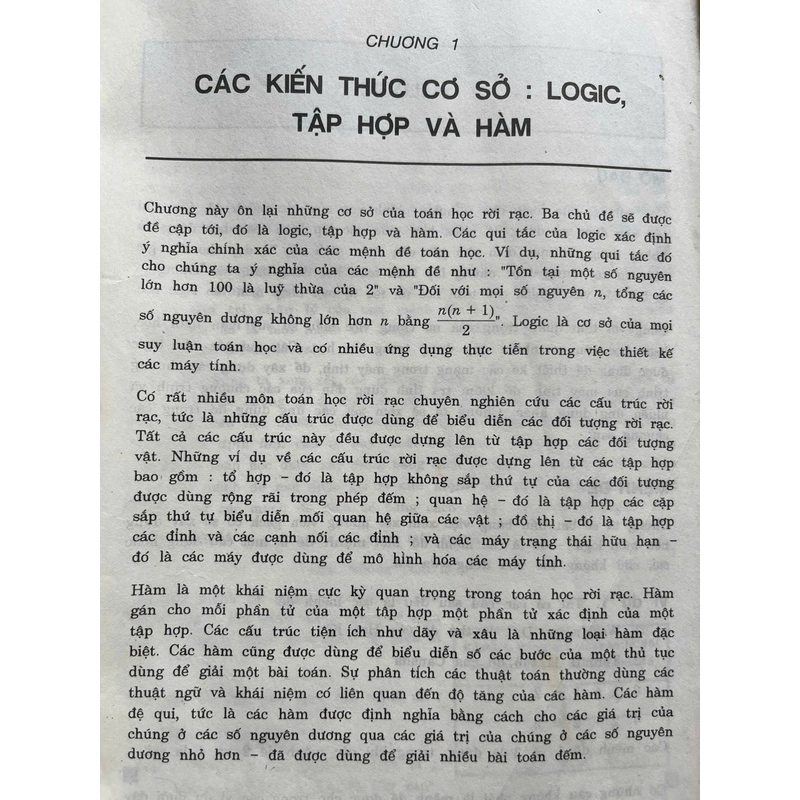 CHƯƠNG 1
CÁC KIẾN THỨC CƠ SỞ : LOGIC,
TẬP HỢP VÀ HÀM
Chương này ôn lại những cơ sở của toán học rời rạc. Ba chủ đề sẽ được
đề cập tới, đó là logic, tập hợp và hàm. Các qui tắc của logic xác định
ý nghĩa chính xác của các mệnh đề toán học. Ví dụ, những qui tắc đó
cho chúng ta ý nghĩa của các mệnh đề như : "Tồn tại một số nguyên
lớn hơn 100 là luỹ thừa của 2" và "Đối với mọi số nguyên n, tổng các
số nguyên dương không lớn hơn n bằng n(n + 1)/2". Logic là cơ sở của mọi
suy luận toán học và có nhiều ứng dụng thực tiễn trong việc thiết kế
các máy tính.
Có rất nhiều môn toán học rời rạc chuyên nghiên cứu các cấu trúc rời
rạc, tức là những cấu trúc được dùng để biểu diễn các đối tượng rời rạc.
Tất cả các cấu trúc này đều được dựng lên từ tập hợp các đối tượng
vật. Những ví dụ về các cấu trúc rời rạc được dựng lên từ các tập hợp
bao gồm : tổ hợp – đó là tập hợp không sắp thứ tự của các đối tượng
được dùng rộng rãi trong phép đếm ; quan hệ – đó là tập hợp các cặp
sắp thứ tự biểu diễn mối quan hệ giữa các vật ; đồ thị – đó là tập hợp
các đỉnh và các cạnh nối các đỉnh ; và các máy trạng thái hữu hạn –
đó là các máy được dùng để mô hình hóa các máy tính.
Hàm là một khái niệm cực kỳ quan trọng trong toán học rời rạc. Hàm
gán cho mỗi phần tử của một tâp hợp một phần tử xác định của một
tập hợp. Các cấu trúc tiện ích như dãy và xâu là những loại hàm đặc
biệt. Các hàm cũng được dùng để biểu diễn số các bước của một thủ tục
dùng để giải một bài toán. Sự phân tích các thuật toán thường dùng các
thuật ngữ và khái niệm có liên quan đến độ tăng của các hàm. Các hàm
đệ qui, tức là các hàm được định nghĩa bằng cách cho các giá trị của
chúng ở các số nguyên dương qua các giá trị của chúng ở các số nguyên
dương nhỏ hơn – đã được dùng để giải nhiều bài toán đếm.